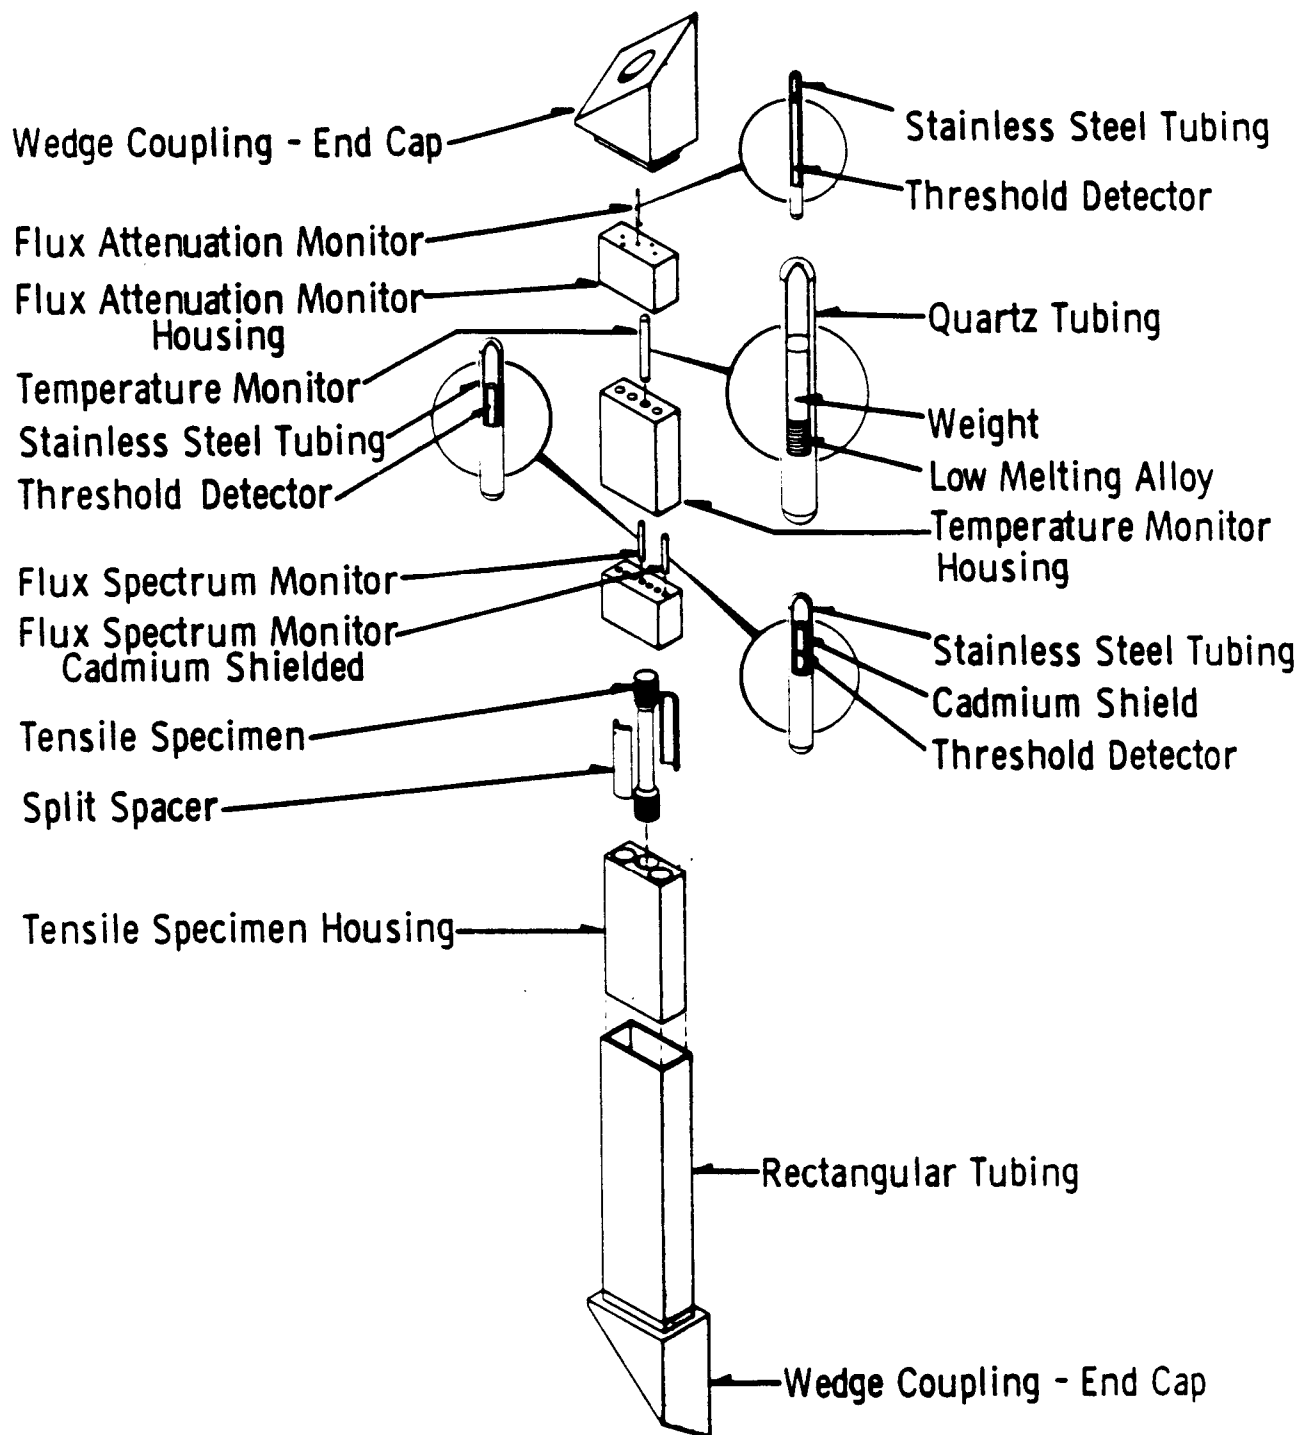 Wedge Coupling - End Cap
Stainless Steel Tubing
Threshold Detector
Flux Attenuation Monitor
Flux Attenuation Monitor
Housing
Quartz Tubing
Temperature Monitor
Stainless Steel Tubing
Threshold Detector
Weight
Low Melting Alloy
Temperature Monitor
Housing
Flux Spectrum Monitor
Flux Spectrum Monitor
Cadmium Shielded
Stainless Steel Tubing
Cadmium Shield
Threshold Detector
Tensile Specimen
Split Spacer
Tensile Specimen Housing
Rectangular Tubing
Wedge Coupling - End Cap